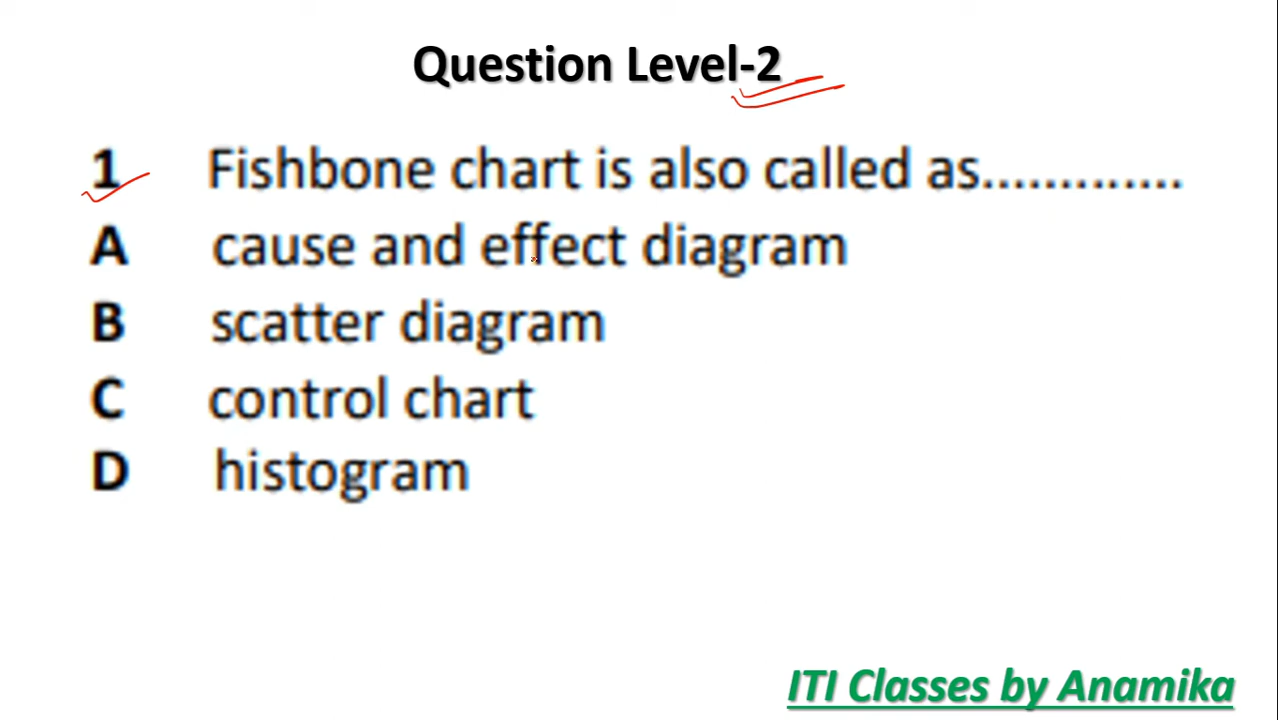 Question Level-2
1 Fishbone chart is also called as.............
A cause and effect diagram
B scatter diagram
C control chart
D histogram
ITI Classes by Anamika